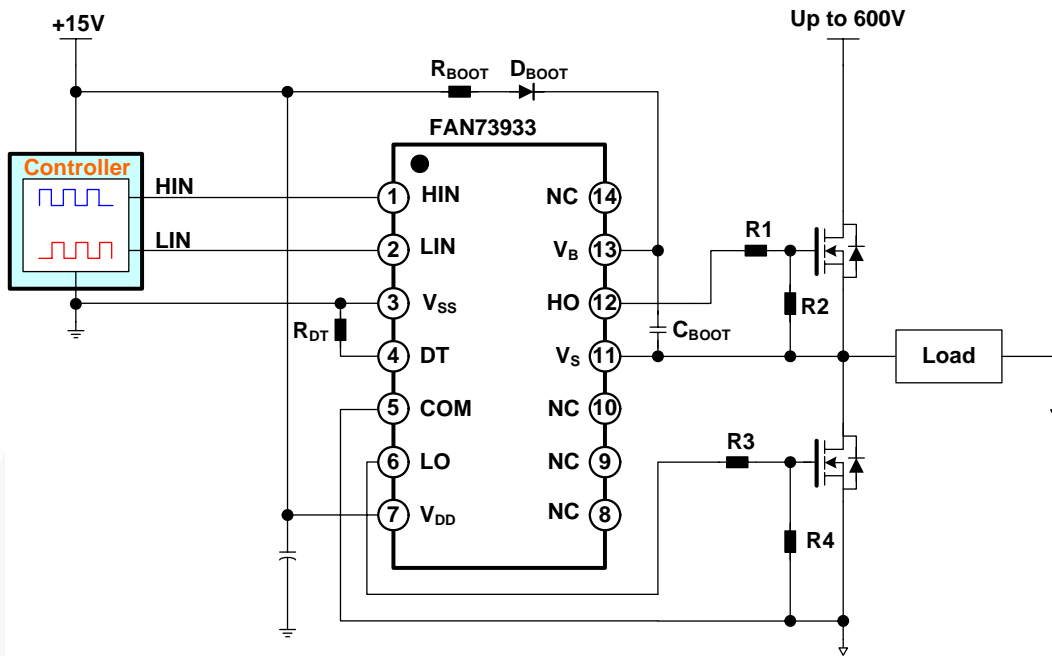 +15V
Up to 600V
RBOOT
DBOOT
FAN73933
Controller
HIN
LIN
1
HIN
2
LIN
3
VSS
4
DT
5
COM
6
LO
7
VDD
NC
14
VB
13
HO
12
VS
11
NC
10
NC
9
NC
8
RDT
CBOOT
R1
R2
Load
R3
R4